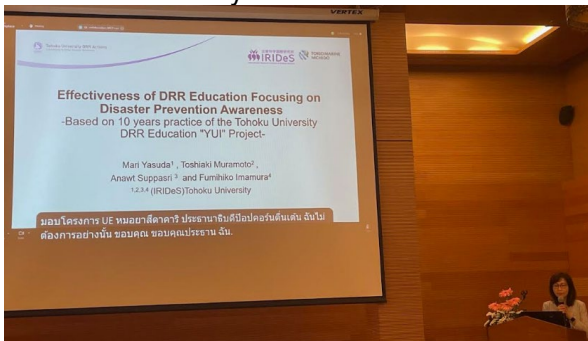 VERTEX
IRIDeS
Effectiveness of DRR Education Focusing on
Disaster Prevention Awareness
-Based on 10 years practice of the Tohoku University
DRR Education "YUI" Project-
Mari Yasuda¹ , Toshiaki Muramoto² ,
Anawt Suppasri ³ and Fumihiko Imamura⁴
1,2,3,4 (IRIDeS)Tohoku University
มอบโครงการ UE หมอยาสึดาคาริ ประธานาธิบดีป๊อปคอร์นตื่นเต้น ฉันไม่
ต้องการอย่างนั้น ขอบคุณ ขอบคุณประธาน ฉัน.